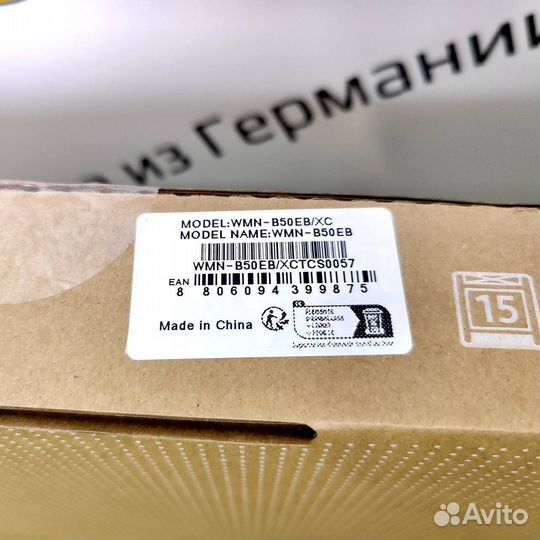 из Германии
MODEL:WMN-B50EB/XC
MODEL NAME:WMN-B50EB
WMN-B50EB/XCTCS0057
EAN
8 806094 399875
Made in China
15
Avito